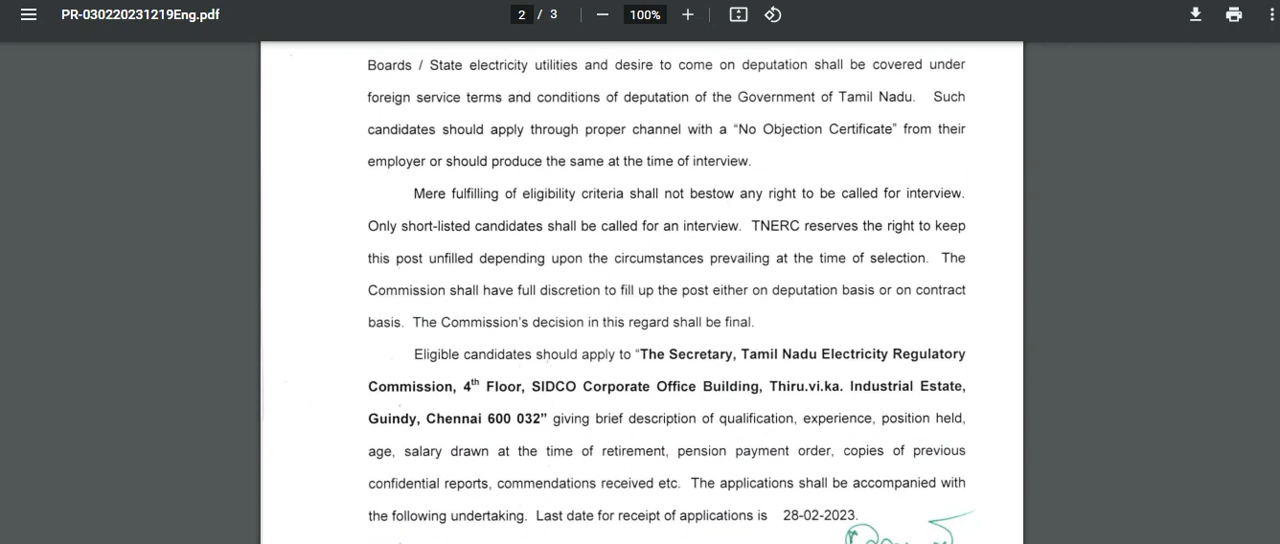 PR-030220231219Eng.pdf 2 / 3 100%
Boards / State electricity utilities and desire to come on deputation shall be covered under
foreign service terms and conditions of deputation of the Government of Tamil Nadu. Such
candidates should apply through proper channel with a “No Objection Certificate” from their
employer or should produce the same at the time of interview.
Mere fulfilling of eligibility criteria shall not bestow any right to be called for interview.
Only short-listed candidates shall be called for an interview. TNERC reserves the right to keep
this post unfilled depending upon the circumstances prevailing at the time of selection. The
Commission shall have full discretion to fill up the post either on deputation basis or on contract
basis. The Commission’s decision in this regard shall be final.
Eligible candidates should apply to “The Secretary, Tamil Nadu Electricity Regulatory
Commission, 4th Floor, SIDCO Corporate Office Building, Thiru.vi.ka. Industrial Estate,
Guindy, Chennai 600 032” giving brief description of qualification, experience, position held,
age, salary drawn at the time of retirement, pension payment order, copies of previous
confidential reports, commendations received etc. The applications shall be accompanied with
the following undertaking. Last date for receipt of applications is 28-02-2023.